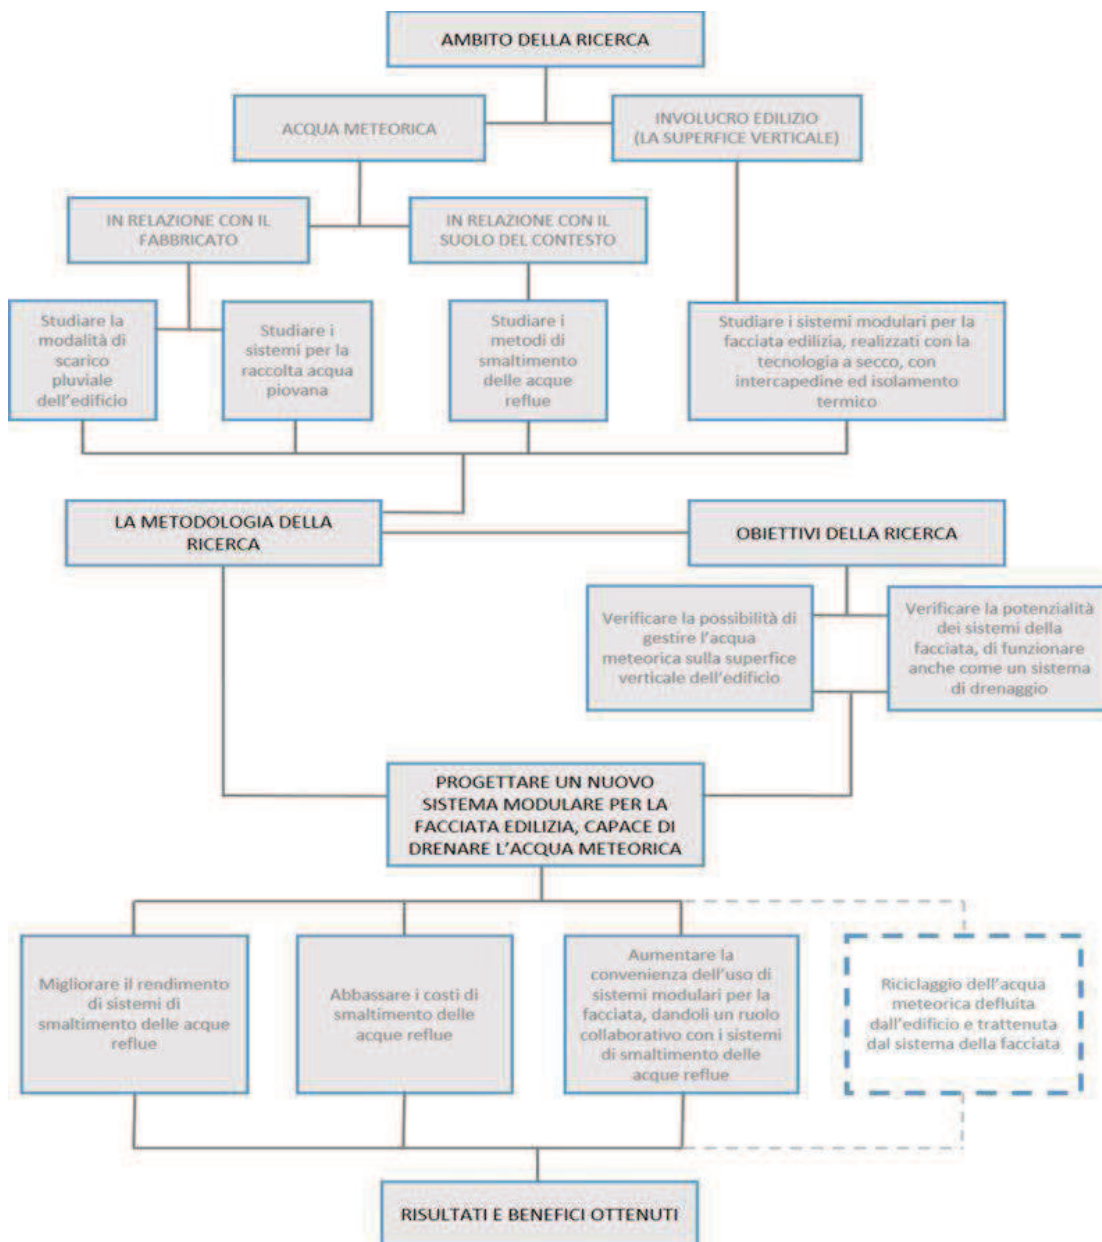 AMBITO DELLA RICERCA
ACQUA METEORICA
INVOLUCRO EDILIZIO
(LA SUPERFICE VERTICALE)
IN RELAZIONE CON IL
FABBRICATO
IN RELAZIONE CON IL
SUOLO DEL CONTESTO
Studiare la
modalità di
scarico
pluviale
dell'edificio
Studiare i
sistemi per la
raccolta acqua
piovana
Studiare i
metodi di
smaltimento
delle acque
reflue
Studiare i sistemi modulari per la
facciata edilizia, realizzati con la
tecnologia a secco, con
intercapedine ed isolamento
termico
LA METODOLOGIA DELLA
RICERCA
OBIETTIVI DELLA RICERCA
Verificare la possibilità di
gestire l'acqua
meteorica sulla superfice
verticale dell'edificio
Verificare la potenzialità
dei sistemi della
facciata, di funzionare
anche come un sistema
di drenaggio
PROGETTARE UN NUOVO
SISTEMA MODULARE PER LA
FACCIATA EDILIZIA, CAPACE DI
DRENARE L'ACQUA METEORICA
Migliorare il rendimento
di sistemi di
smaltimento delle acque
reflue
Abbassare i costi di
smaltimento delle
acque reflue
Aumentare la
convenienza dell'uso di
sistemi modulari per la
facciata, dandoli un ruolo
collaborativo con i sistemi
di smaltimento delle
acque reflue
Riciclaggio dell'acqua
meteorica defluita
dall'edificio e trattenuta
dal sistema della facciata
RISULTATI E BENEFICI OTTENUTI